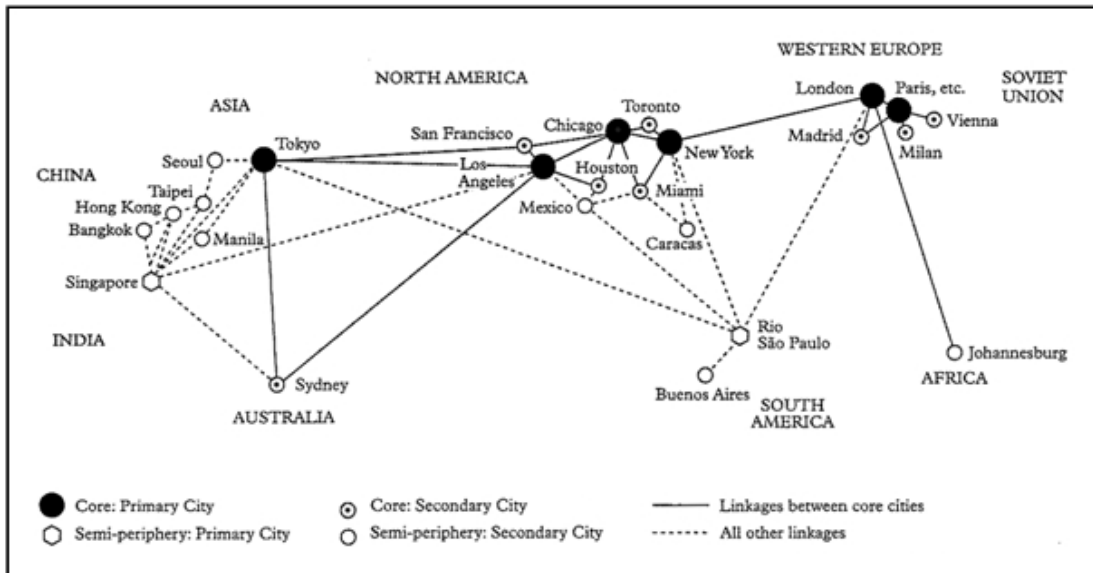 WESTERN EUROPE
NORTH AMERICA
London
Paris, etc.
SOVIET
UNION
ASIA
Toronto
San Francisco
Chicago
Madrid
Vienna
Tokyo
New York
Milan
Seoul
Los
Angeles
Houston
CHINA
Taipei
Miami
Hong Kong
Mexico
Bangkok
Manila
Caracas
Singapore
INDIA
Rio
São Paulo
Johannesburg
Sydney
Buenos Aires
AFRICA
AUSTRALIA
SOUTH
AMERICA
Core: Primary City
Core: Secondary City
Linkages between core cities
Semi-periphery: Primary City
Semi-periphery: Secondary City
All other linkages